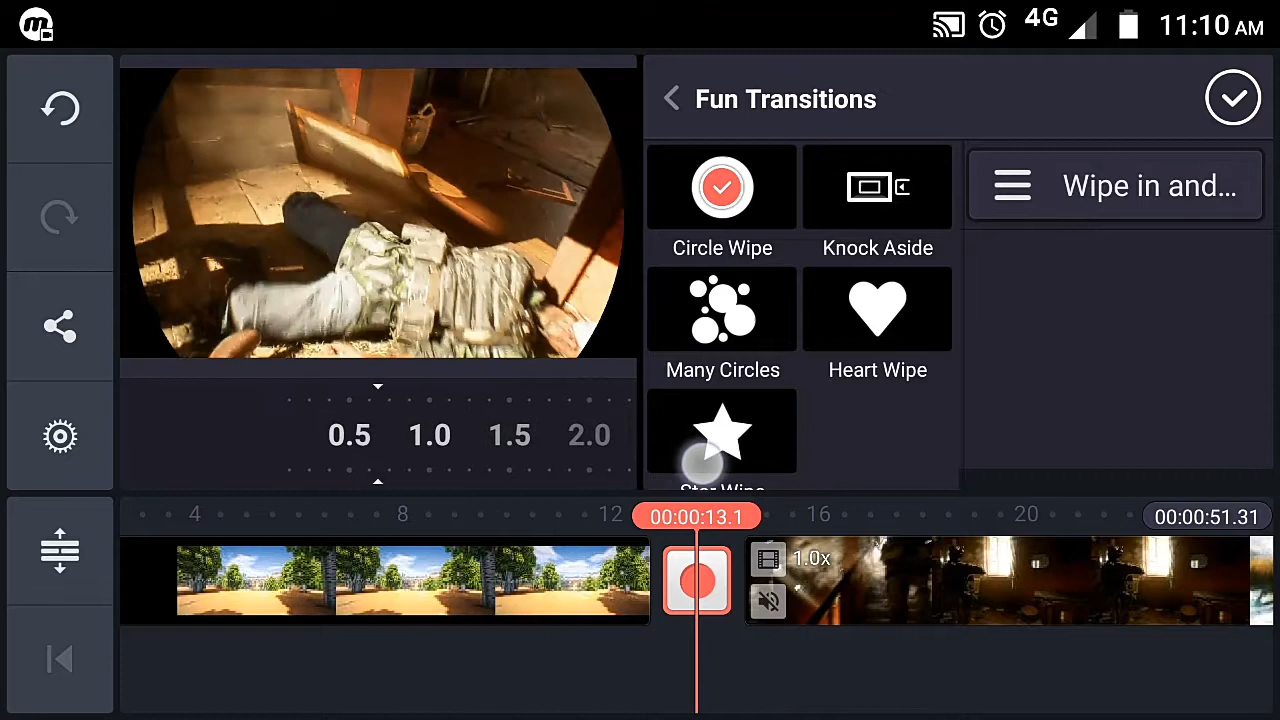 m
4G
11:10 AM
Fun Transitions
Circle Wipe
Knock Aside
Wipe in and...
Many Circles
Heart Wipe
Star Wipe
0.5 1.0 1.5 2.0
4 8 12 00:00:13.1 16 20 00:00:51.31
1.0x